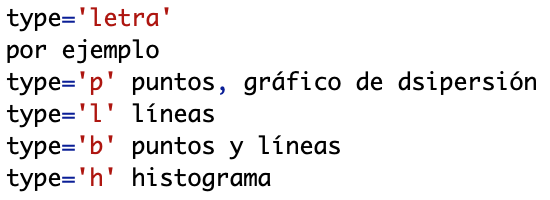 type='letra'
por ejemplo
type='p' puntos, gráfico de dsipersión
type='l' líneas
type='b' puntos y líneas
type='h' histograma